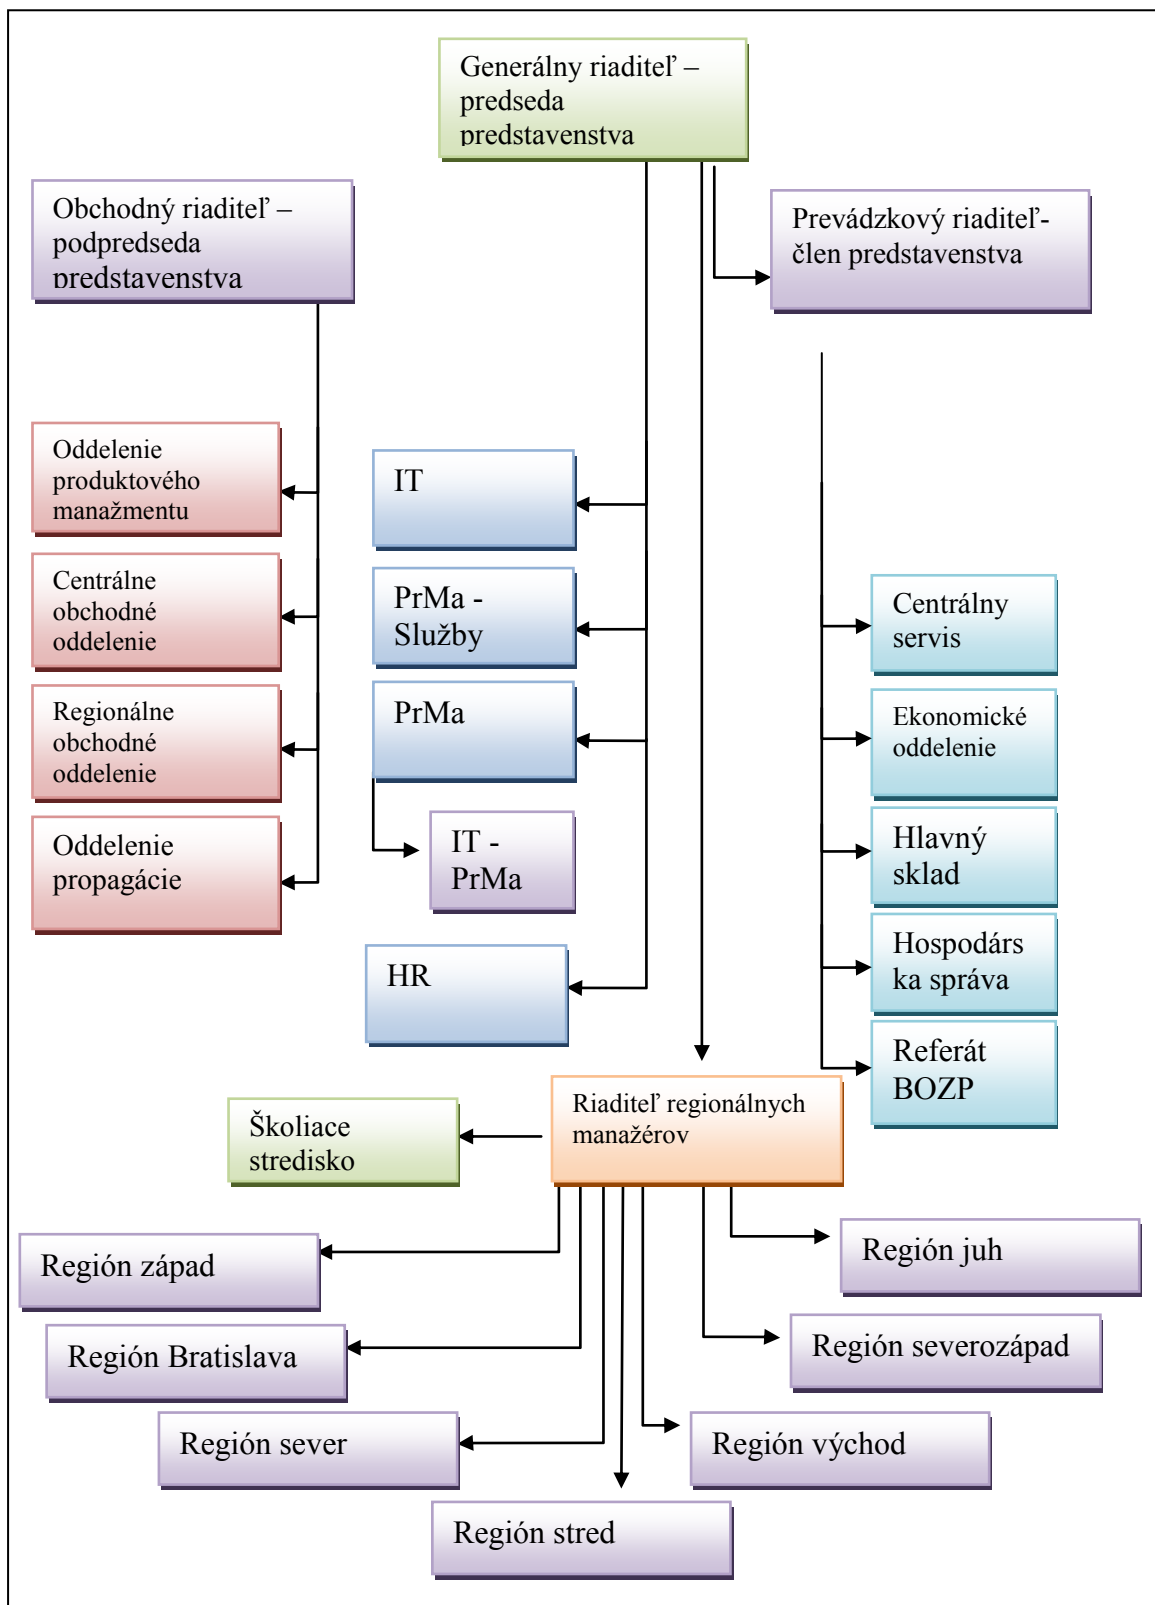 Generálny riaditeľ –
predseda
predstavenstva
Obchodný riaditeľ –
podpredseda
predstavenstva
Prevádzkový riaditeľ-
člen predstavenstva
Oddelenie
produktového
manažmentu
Centrálne
obchodné
oddelenie
Regionálne
obchodné
oddelenie
Oddelenie
propagácie
IT
PrMa -
Služby
PrMa
IT -
PrMa
HR
Centrálny
servis
Ekonomické
oddelenie
Hlavný
sklad
Hospodárs
ka správa
Referát
BOZP
Riaditeľ regionálnych
manažérov
Školiace
stredisko
Región západ
Región juh
Región Bratislava
Región severozápad
Región sever
Región východ
Región stred